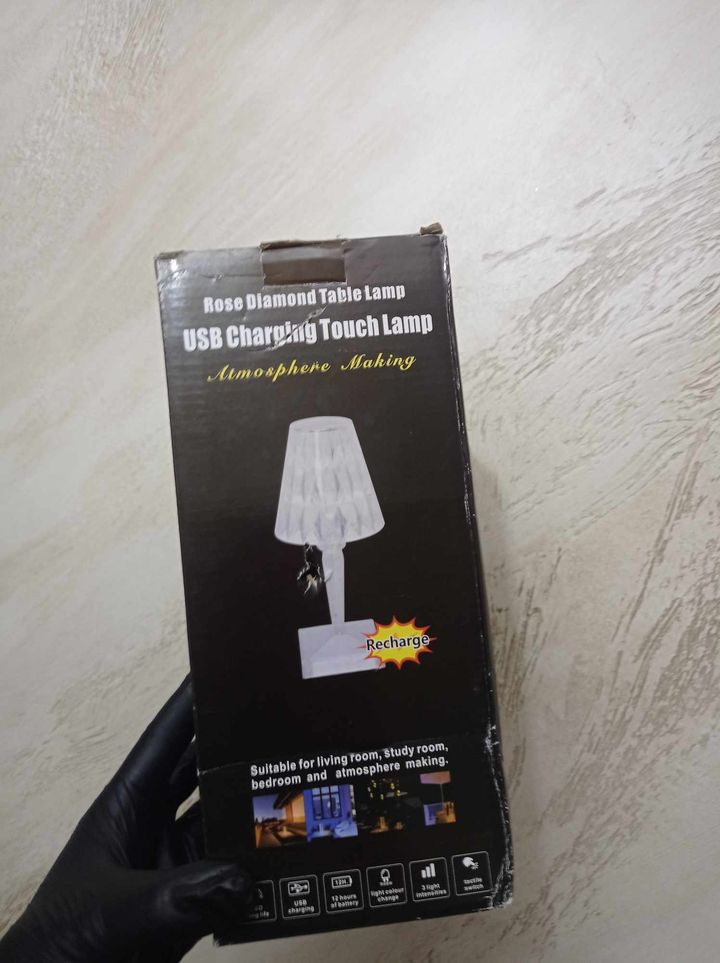 Rose Diamond Table Lamp
USB Charging Touch Lamp
Atmosphere Making
Recharge
Suitable for living room, study room,
bedroom and atmosphere making.
life
USB
charging
12H
12 hours
of battery
light colour
change
3 light
intensities
tactile
switch